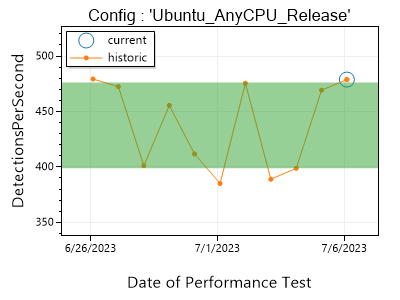 Config : 'Ubuntu_AnyCPU_Release'
current
historic
500
450
400
350
DetectionsPerSecond
6/26/2023 7/1/2023 7/6/2023
Date of Performance Test